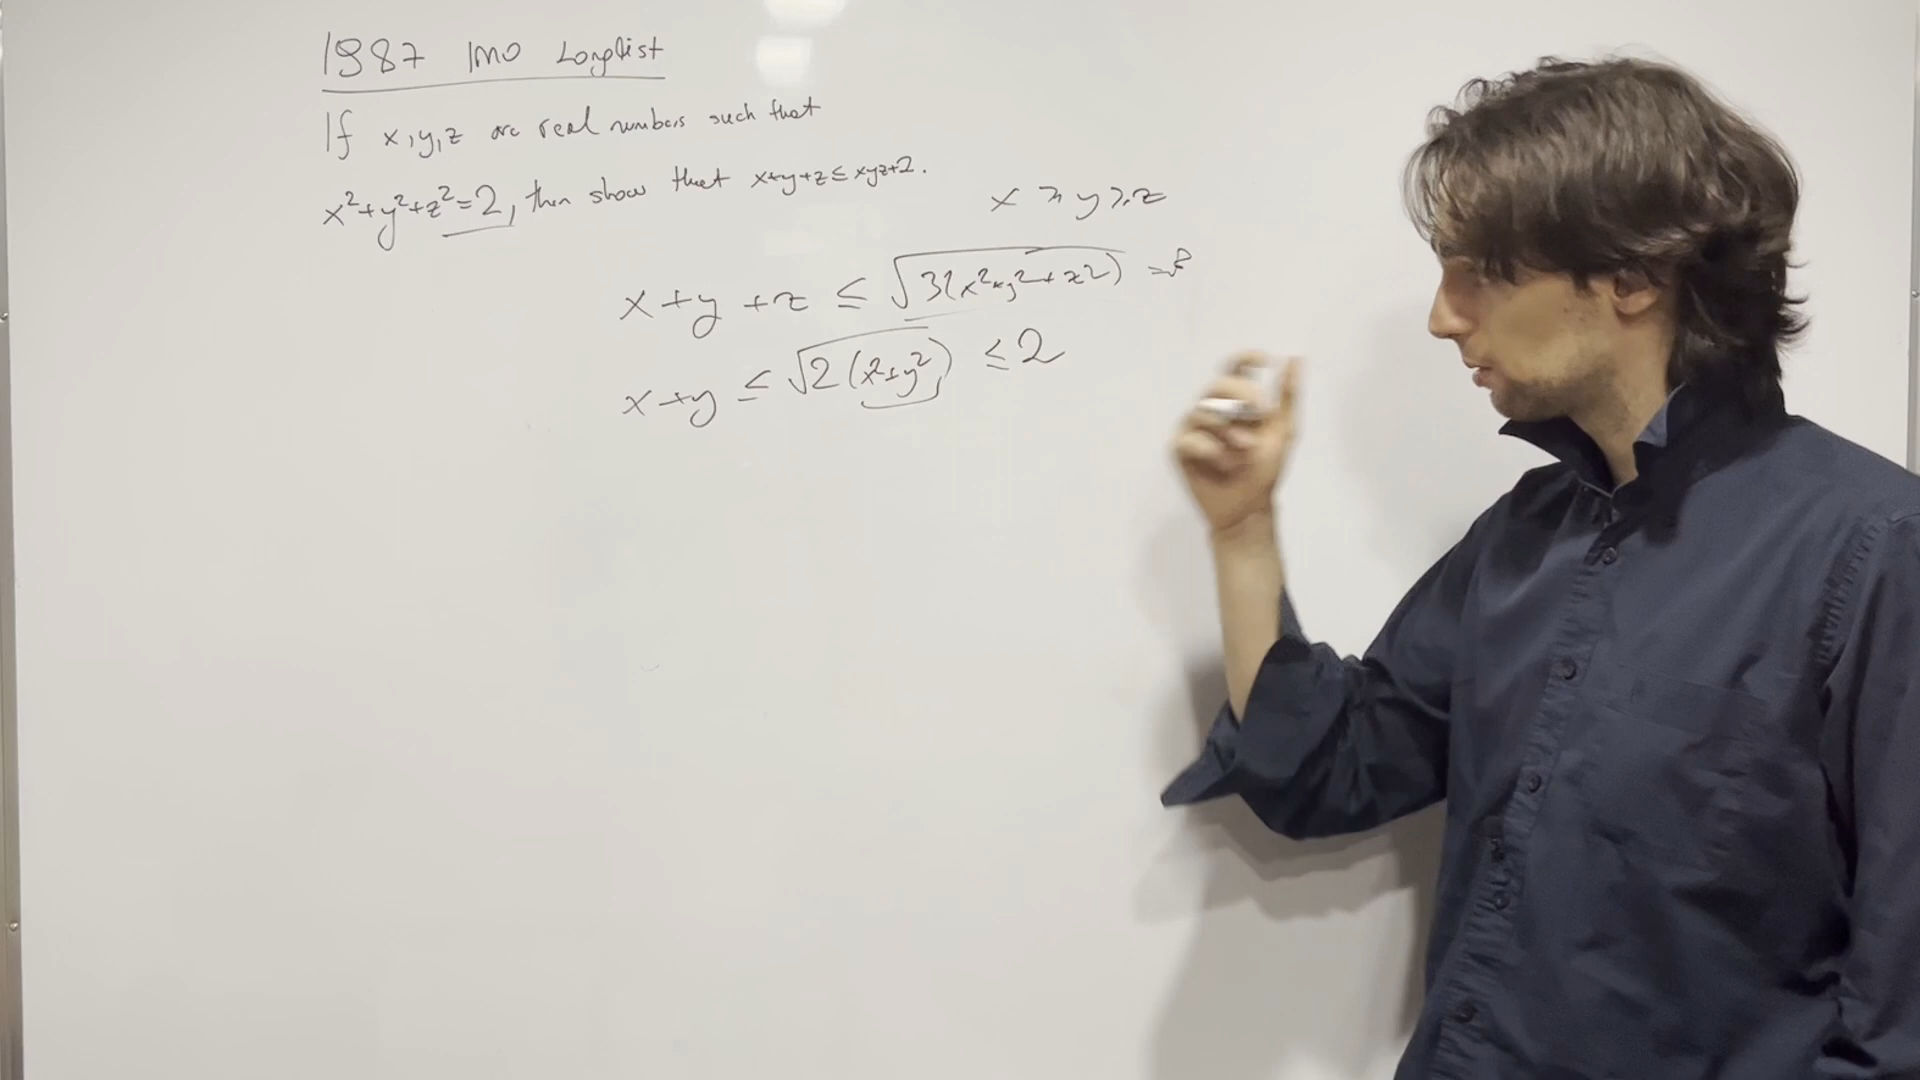 1987 IMO Longlist
If x,y,z are real numbers such that
x²+y²+z²=2, then show that x+y+z≤xyz+2.
x ≥ y ≥ z
x+y+z ≤ √3(x²+y²+z²) =
x+y ≤ √2(x²+y²) ≤2